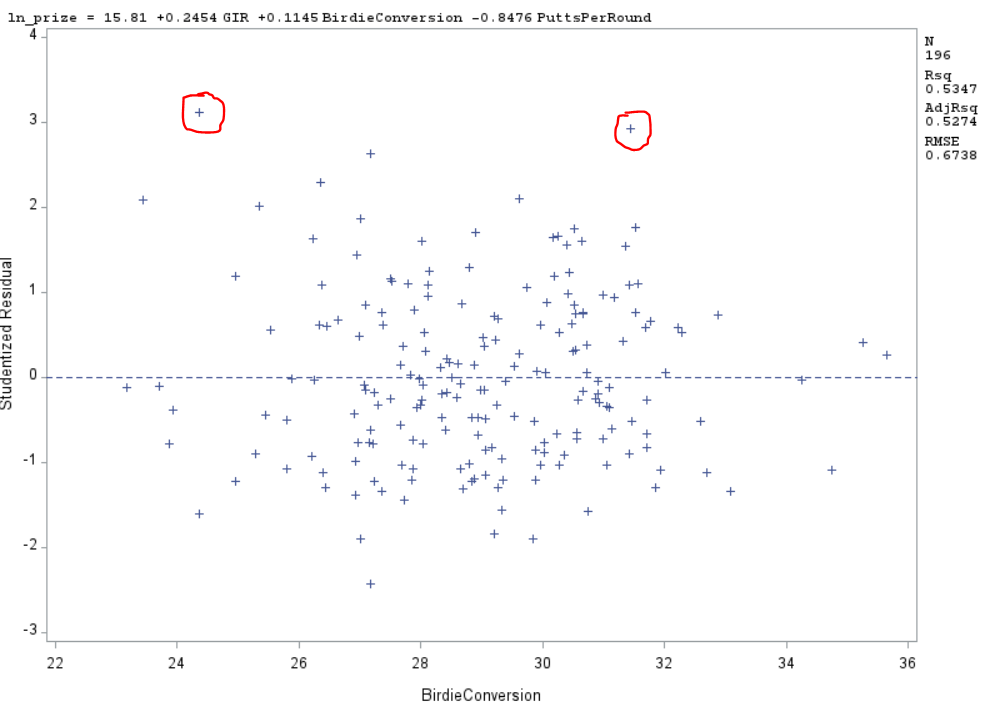 ln_prize = 15.81 +0.2454 GIR +0.1145 BirdieConversion -0.8476 PuttsPerRound
4
3
2
1
0
-1
-2
-3
Studentized Residual
N
196
Rsq
0.5347
AdjRsq
0.5274
RMSE
0.6738
22 24 26 28 30 32 34 36
BirdieConversion